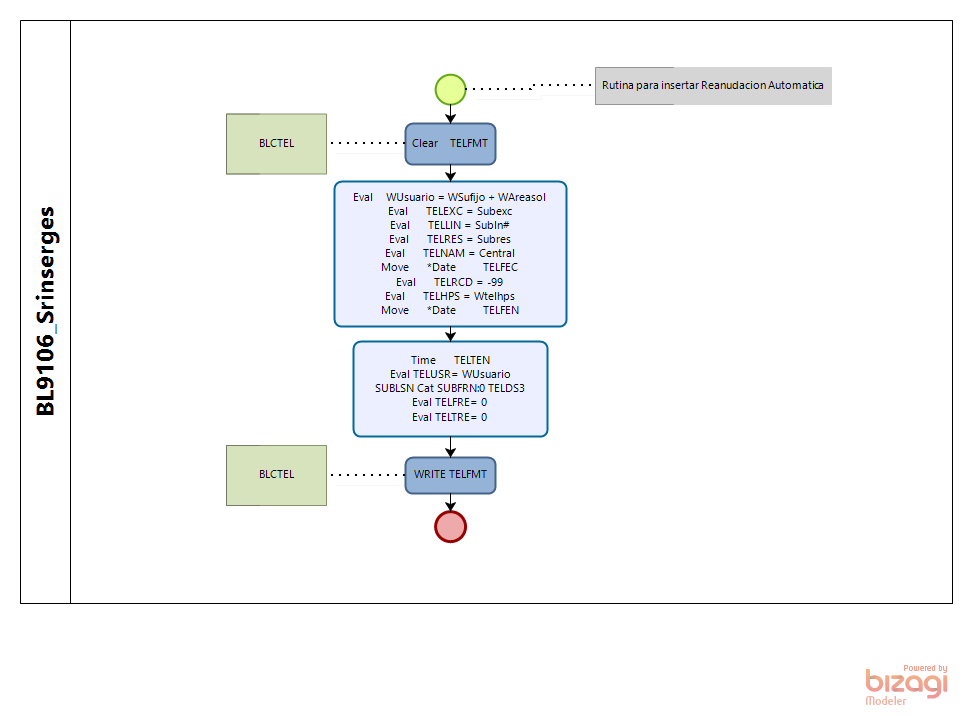 BL9106_Srinserges
Rutina para insertar Reanudacion Automatica
BLCTEL
Clear TELFMT
Eval WUsuario = WSufijo + WAreasol
Eval TELEXC = Subexc
Eval TELLIN = Subln#
Eval TELRES = Subres
Eval TELNAM = Central
Move *Date TELFEC
Eval TELRCD = -99
Eval TELHPS = Wtelhps
Move *Date TELFEN
Time TELTEN
Eval TELUSR= WUsuario
SUBLSN Cat SUBFRN:0 TELDS3
Eval TELFRE= 0
Eval TELTRE= 0
BLCTEL
WRITE TELFMT
Powered by
bizagi
Modeler